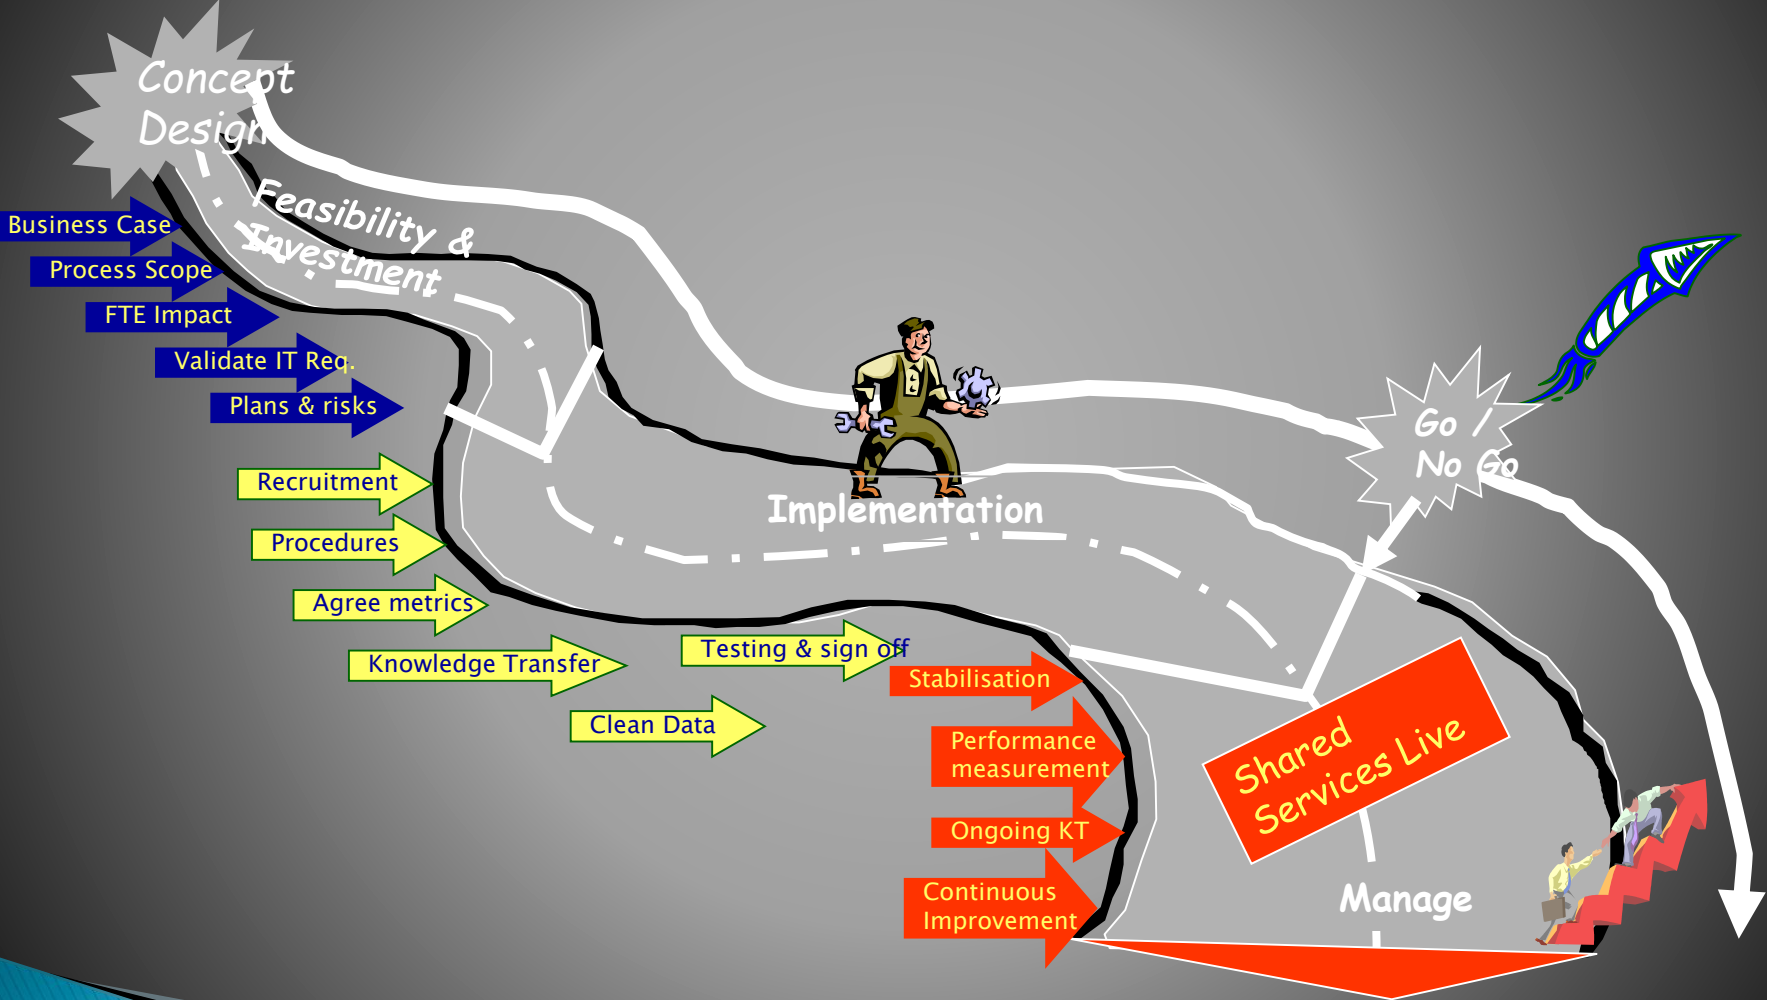 Concept
Design
Feasibility &
Investment
Business Case
Process Scope
FTE Impact
Validate IT Req.
Plans & risks
Go /
No Go
Recruitment
Implementation
Procedures
Agree metrics
Knowledge Transfer
Testing & sign off
Clean Data
Stabilisation
Performance
measurement
Ongoing KT
Continuous
Improvement
Shared
Services Live
Manage